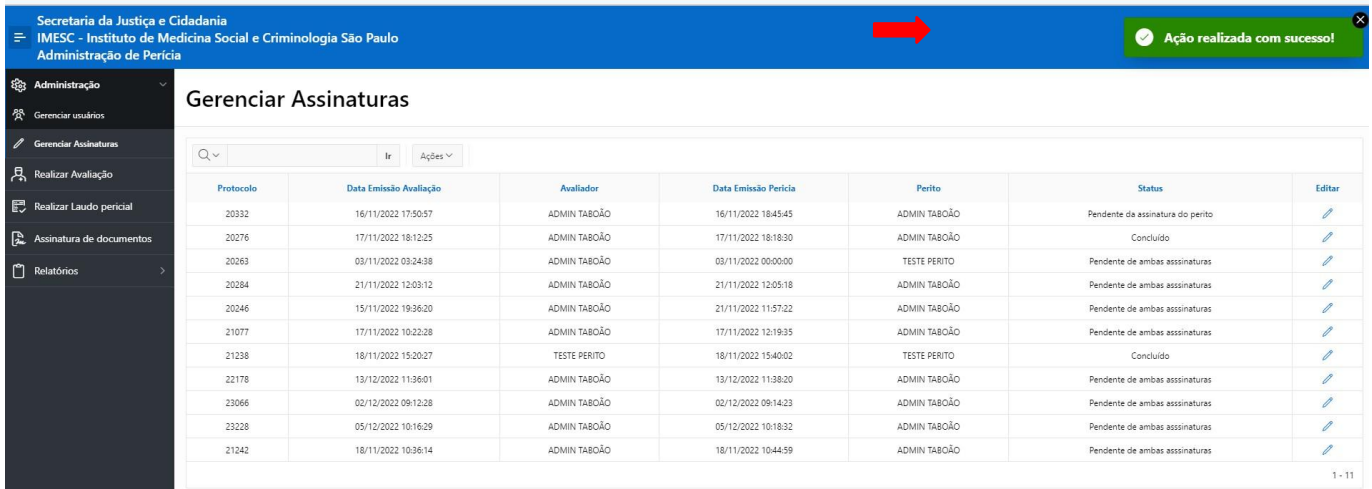 Secretaria da Justiça e Cidadania
IMESC - Instituto de Medicina Social e Criminologia São Paulo
Administração de Perícia
Ação realizada com sucesso!
Administração
Gerenciar usuários
Gerenciar Assinaturas
Realizar Avaliação
Realizar Laudo pericial
Assinatura de documentos
Relatórios
Gerenciar Assinaturas
Ir Ações
Protocolo Data Emissão Avaliação Avaliador Data Emissão Pericia Perito Status Editar
20332 16/11/2022 17:50:57 ADMIN TABOÃO 16/11/2022 18:45:45 ADMIN TABOÃO Pendente da assinatura do perito
20276 17/11/2022 18:12:25 ADMIN TABOÃO 17/11/2022 18:18:30 ADMIN TABOÃO Concluído
20263 03/11/2022 03:24:38 ADMIN TABOÃO 03/11/2022 00:00:00 TESTE PERITO Pendente de ambas asssinaturas
20284 21/11/2022 12:03:12 ADMIN TABOÃO 21/11/2022 12:05:18 ADMIN TABOÃO Pendente de ambas asssinaturas
20246 15/11/2022 19:36:20 ADMIN TABOÃO 21/11/2022 11:57:22 ADMIN TABOÃO Pendente de ambas asssinaturas
21077 17/11/2022 10:22:28 ADMIN TABOÃO 17/11/2022 12:19:35 ADMIN TABOÃO Pendente de ambas asssinaturas
21238 18/11/2022 15:20:27 TESTE PERITO 18/11/2022 15:40:02 TESTE PERITO Concluído
22178 13/12/2022 11:36:01 ADMIN TABOÃO 13/12/2022 11:38:20 ADMIN TABOÃO Pendente de ambas asssinaturas
23066 02/12/2022 09:12:28 ADMIN TABOÃO 02/12/2022 09:14:23 ADMIN TABOÃO Pendente de ambas asssinaturas
23228 05/12/2022 10:16:29 ADMIN TABOÃO 05/12/2022 10:18:32 ADMIN TABOÃO Pendente de ambas asssinaturas
21242 18/11/2022 10:36:14 ADMIN TABOÃO 18/11/2022 10:44:59 ADMIN TABOÃO Pendente de ambas asssinaturas
1 - 11